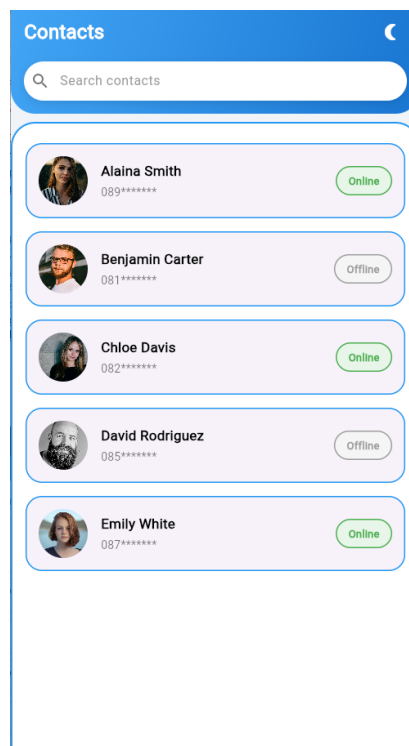 Contacts
Search contacts
Alaina Smith
089*******
Online
Benjamin Carter
081*******
Offline
Chloe Davis
082*******
Online
David Rodriguez
085*******
Offline
Emily White
087*******
Online